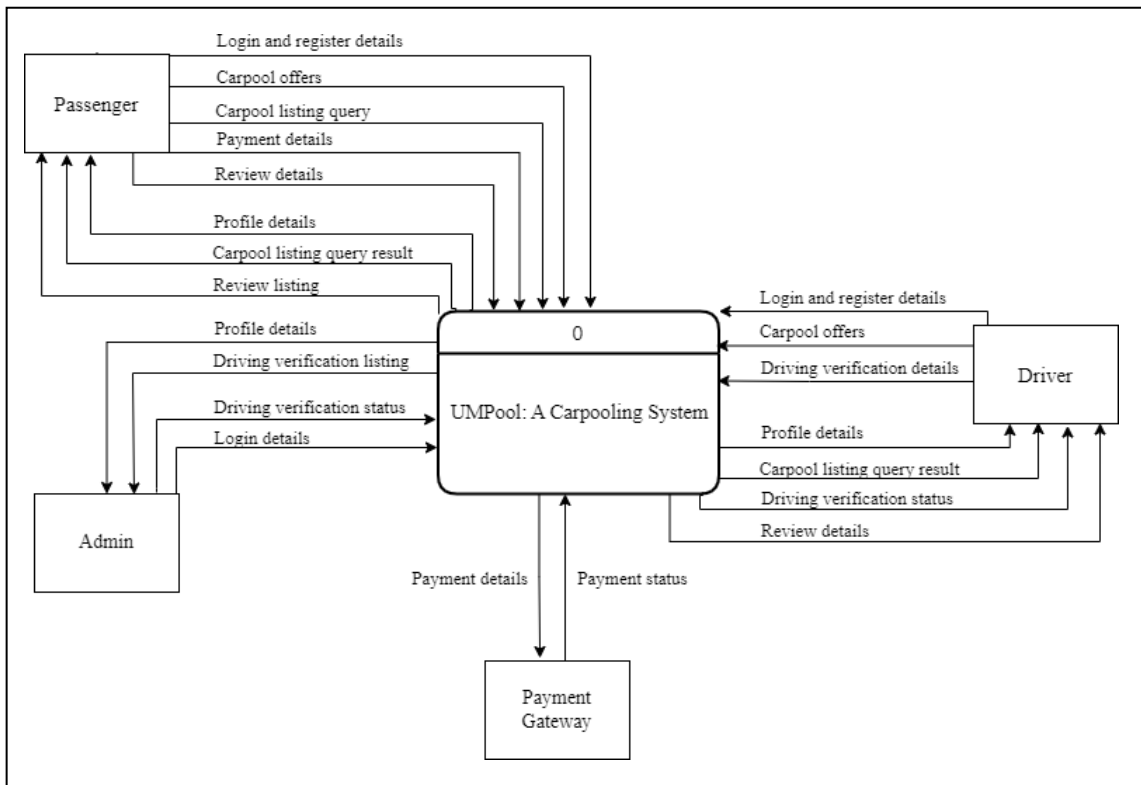 Login and register details
Passenger
Carpool offers
Carpool listing query
Payment details
Review details
Profile details
Carpool listing query result
Review listing
Profile details
Driving verification listing
Driving verification status
Login details
Admin
0
UMPool: A Carpooling System
Login and register details
Carpool offers
Driving verification details
Driver
Profile details
Carpool listing query result
Driving verification status
Review details
Payment details
Payment status
Payment
Gateway